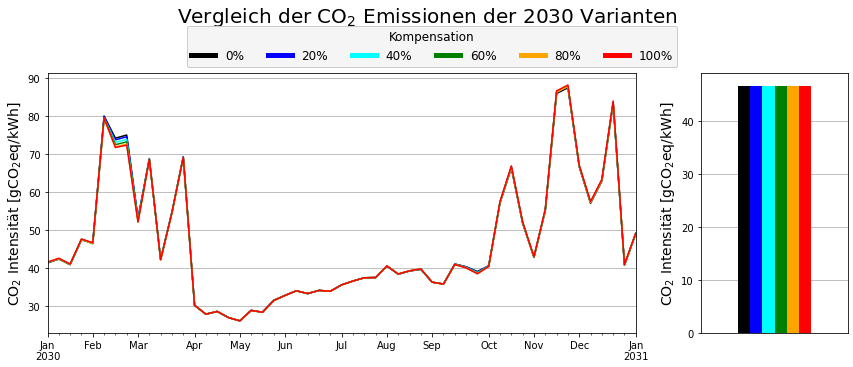 Vergleich der CO₂ Emissionen der 2030 Varianten
Kompensation
0% 20% 40% 60% 80% 100%
CO₂ Intensität [gCO₂eq/kWh]
90
80
70
60
50
40
30
Jan Feb Mar Apr May Jun Jul Aug Sep Oct Nov Dec Jan
2030 2031
CO₂ Intensität [gCO₂eq/kWh]
40
30
20
10
0